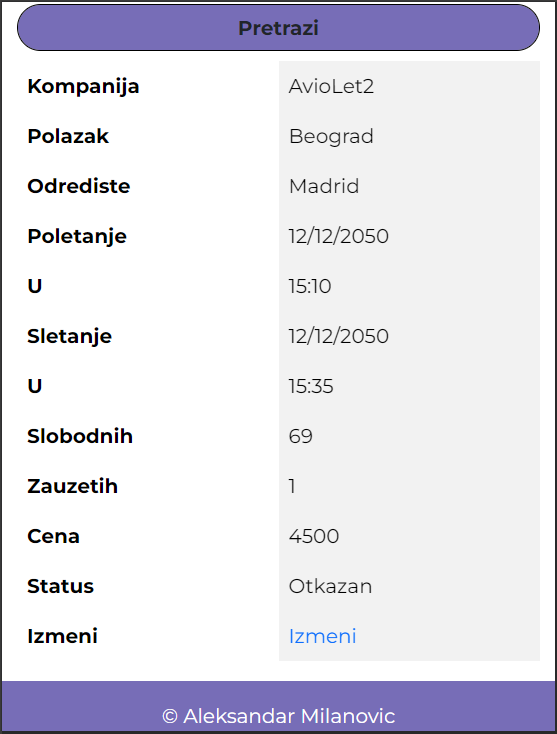 Pretrazi
Kompanija AvioLet2
Polazak Beograd
Odrediste Madrid
Poletanje 12/12/2050
U 15:10
Sletanje 12/12/2050
U 15:35
Slobodnih 69
Zauzetih 1
Cena 4500
Status Otkazan
Izmeni Izmeni
© Aleksandar Milanovic